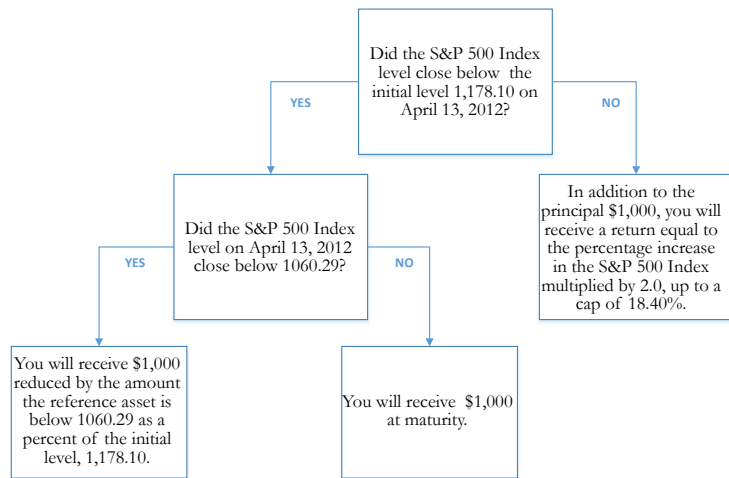 Did the S&P 500 Index
level close below the
initial level 1,178.10 on
April 13, 2012?
YES
NO
Did the S&P 500 Index
level on April 13, 2012
close below 1060.29?
In addition to the
principal $1,000, you will
receive a return equal to
the percentage increase
in the S&P 500 Index
multiplied by 2.0, up to a
cap of 18.40%.
YES
NO
You will receive $1,000
reduced by the amount
the reference asset is
below 1060.29 as a
percent of the initial
level, 1,178.10.
You will receive $1,000
at maturity.